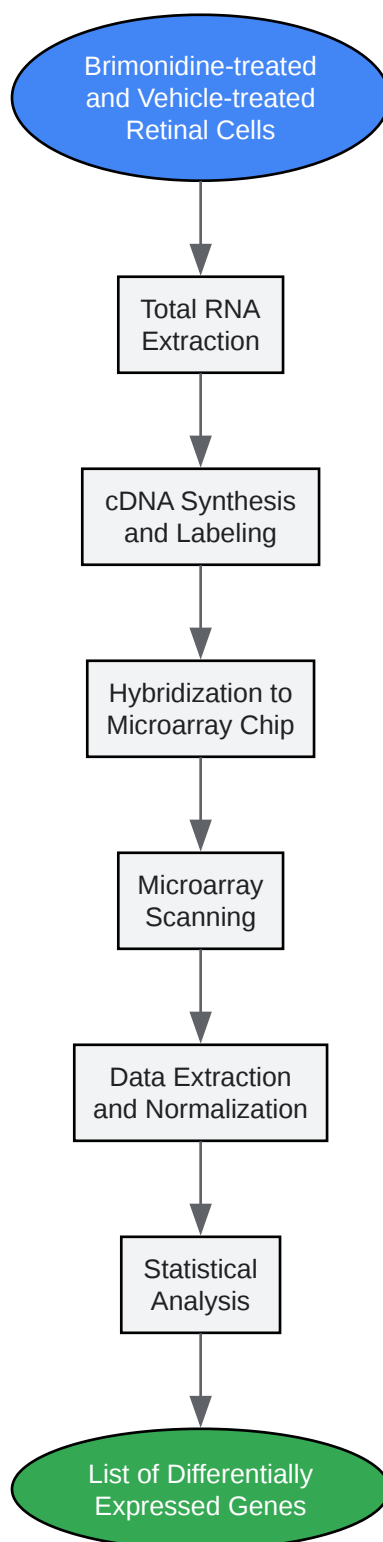 Brimonidine-treated
and Vehicle-treated
Retinal Cells
Total RNA
Extraction
cDNA Synthesis
and Labeling
Hybridization to
Microarray Chip
Microarray
Scanning
Data Extraction
and Normalization
Statistical
Analysis
List of Differentially
Expressed Genes